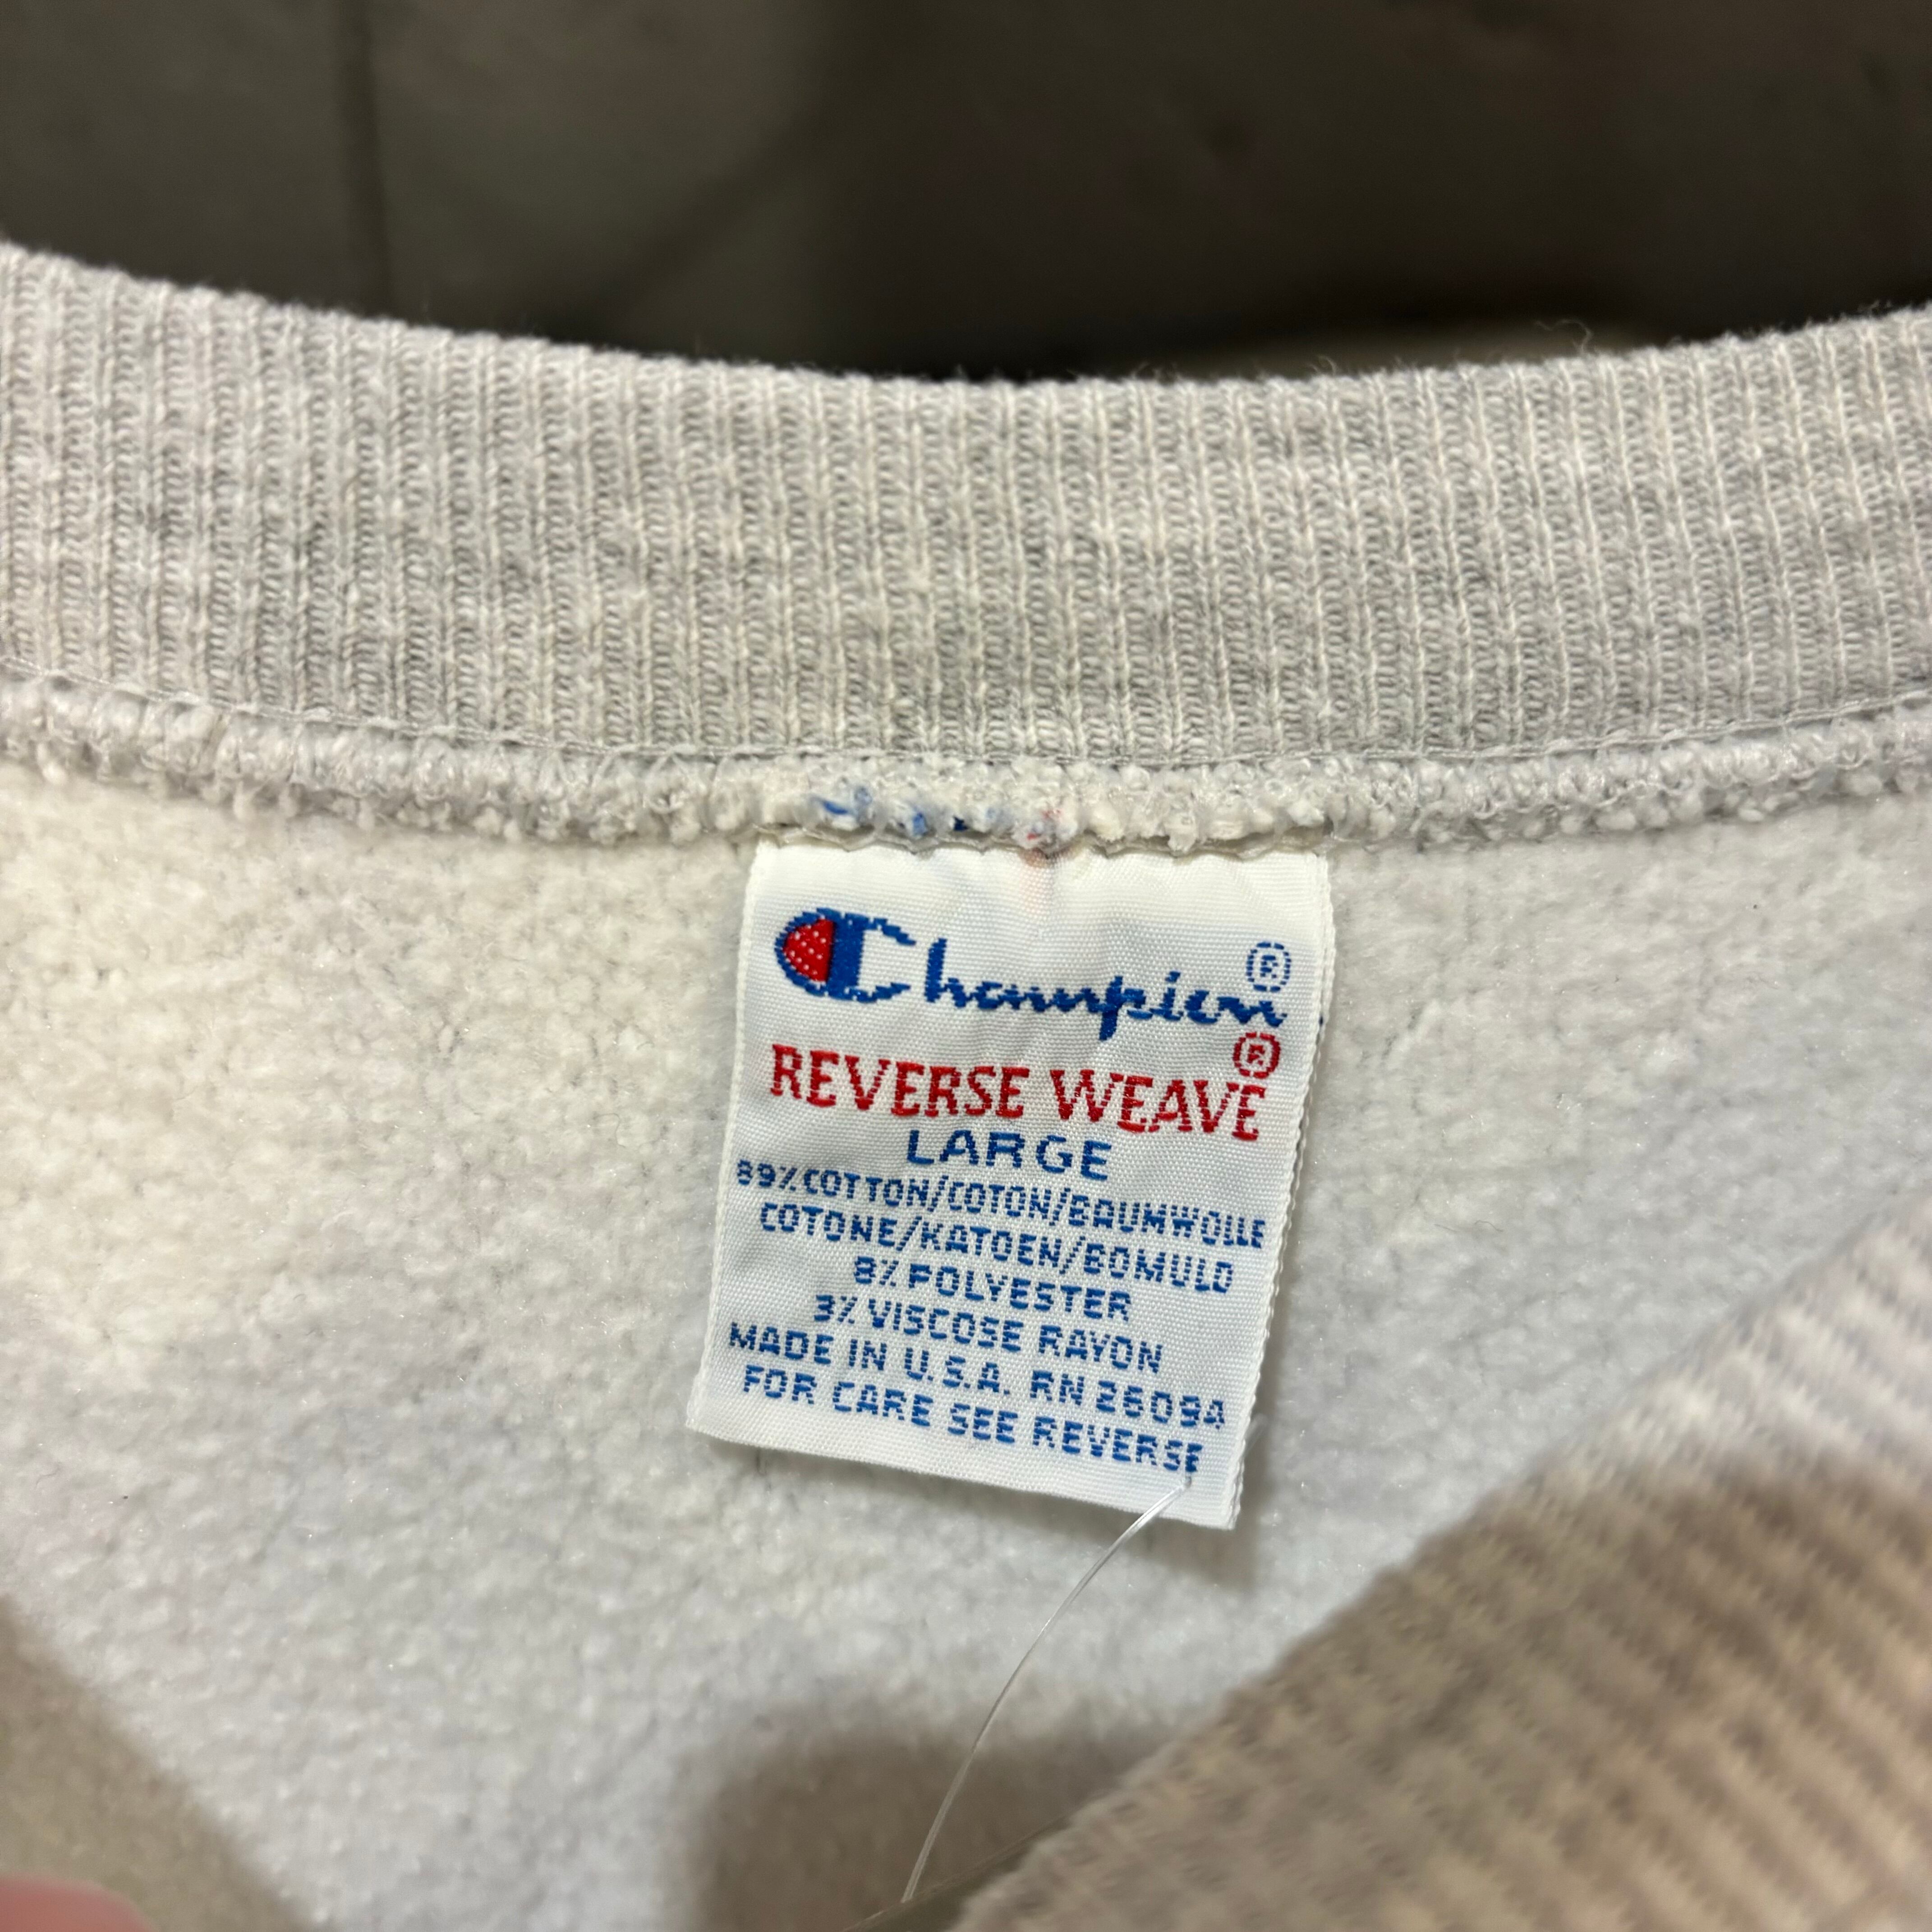 Champion®
REVERSE WEAVE®
LARGE
89% COTTON/COTON/BAUMWOLLE
COTONE/KATOEN/BOMULD
8% POLYESTER
3% VISCOSE RAYON
MADE IN U.S.A. RN 26094
FOR CARE SEE REVERSE